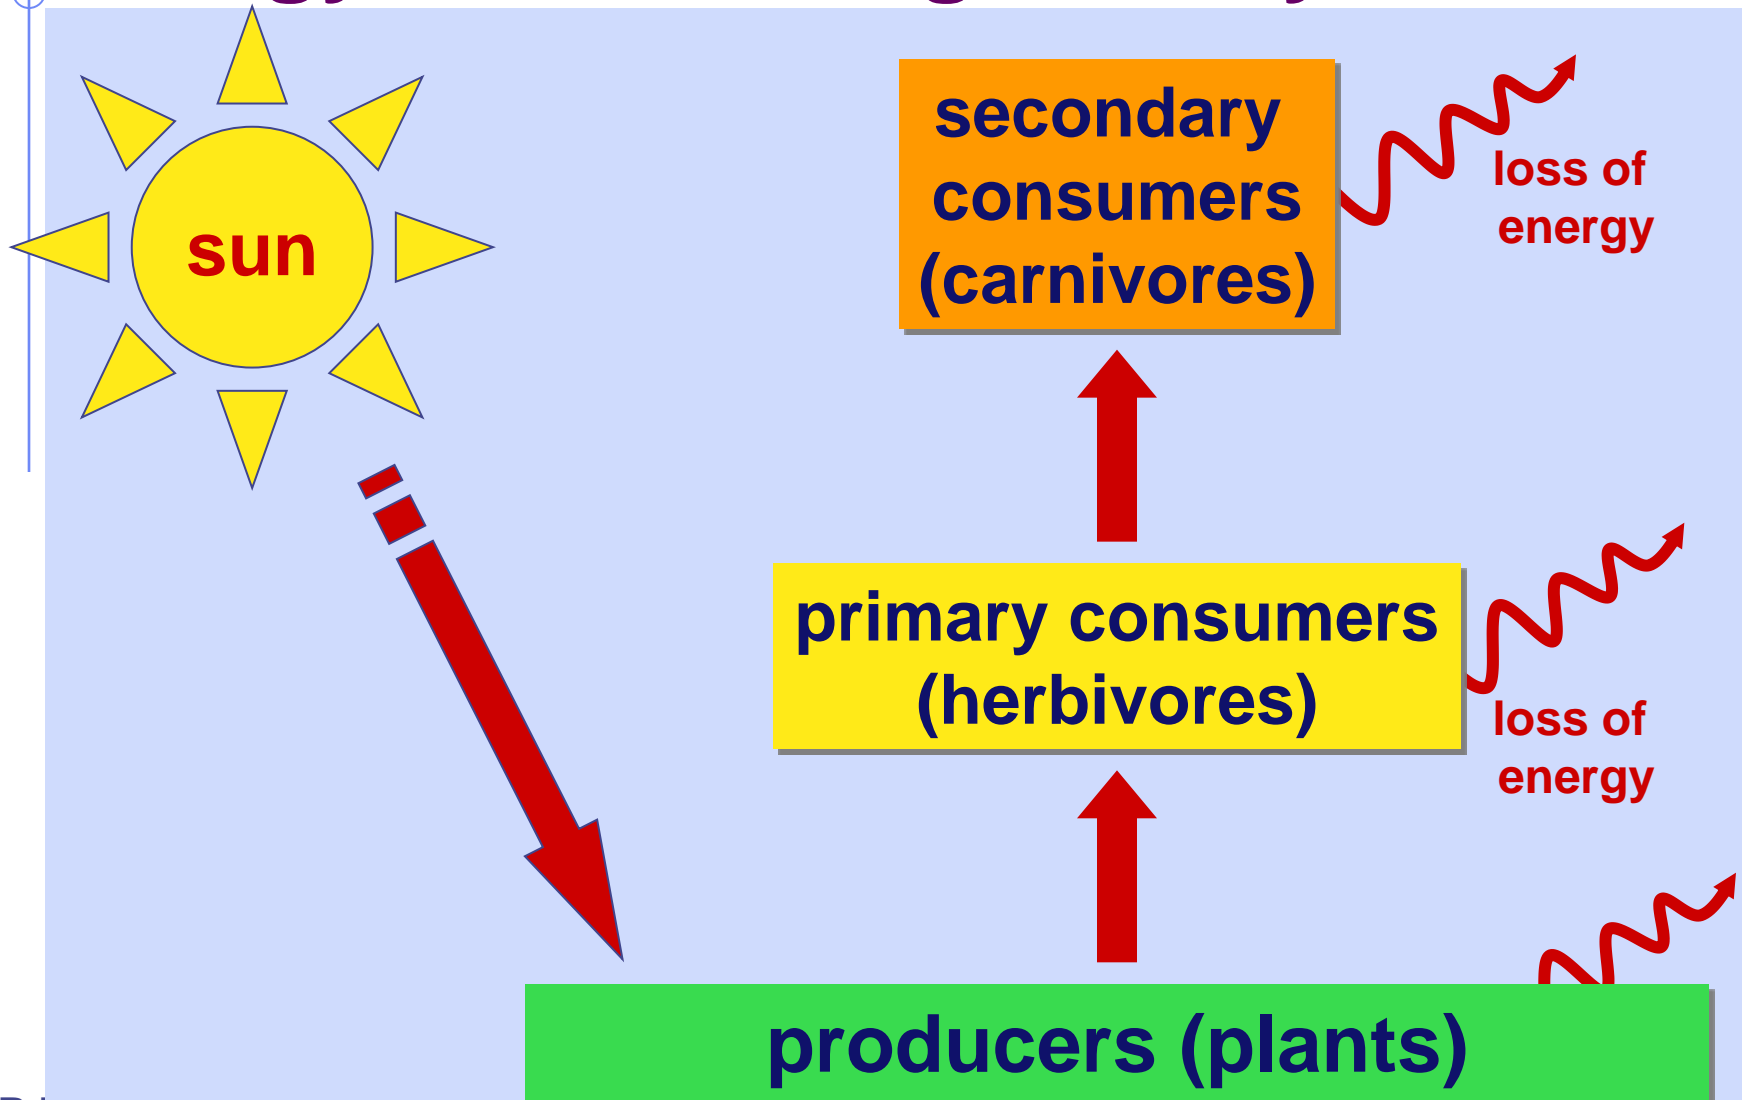 sun
secondary
consumers
(carnivores)
loss of
energy
primary consumers
(herbivores)
loss of
energy
producers (plants)